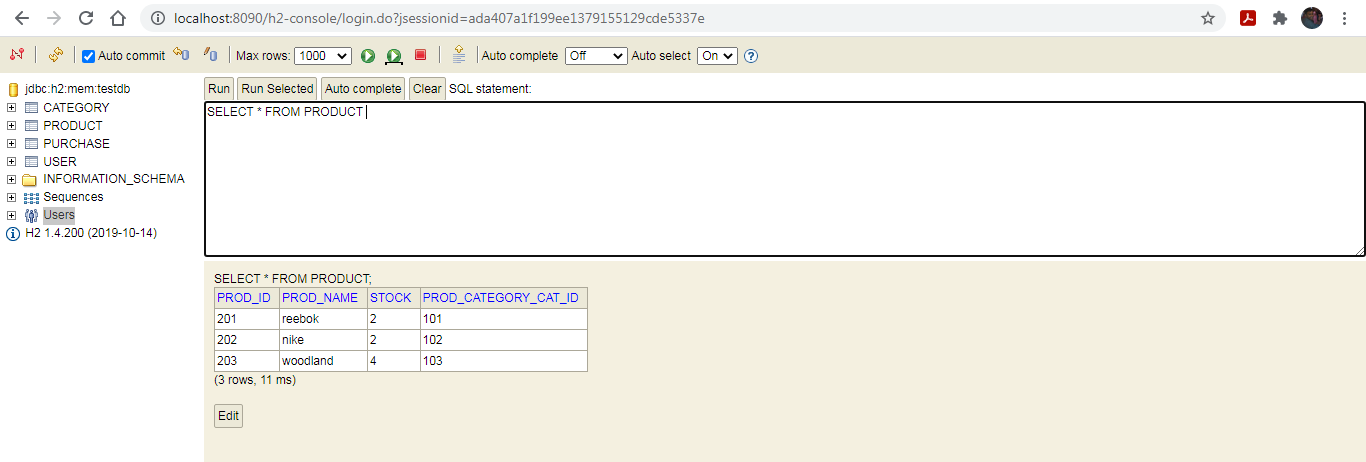 localhost:8090/h2-console/login.do?jsessionid=ada407a1f199ee1379155129cde5337e
Auto commit Max rows: 1000 Auto complete Off Auto select On
jdbc:h2:mem:testdb
CATEGORY
PRODUCT
PURCHASE
USER
INFORMATION_SCHEMA
Sequences
Users
H2 1.4.200 (2019-10-14)
Run Run Selected Auto complete Clear SQL statement:
SELECT * FROM PRODUCT
SELECT * FROM PRODUCT;
PROD_ID PROD_NAME STOCK PROD_CATEGORY_CAT_ID
201 reebok 2 101
202 nike 2 102
203 woodland 4 103
(3 rows, 11 ms)
Edit